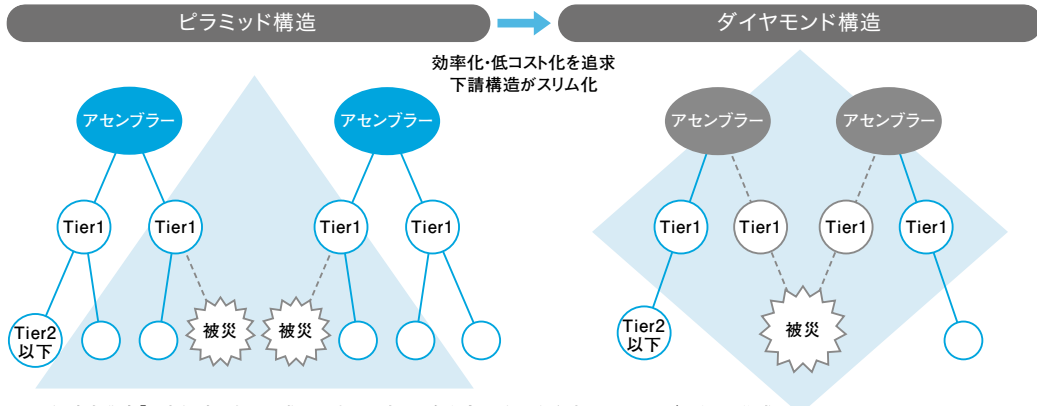 ピラミッド構造
ダイヤモンド構造
効率化・低コスト化を追求
下請構造がスリム化
アセンブラー
アセンブラー
アセンブラー
アセンブラー
Tier1
Tier1
Tier1
Tier1
Tier1
Tier1
Tier1
Tier1
Tier2
以下
被災
被災
Tier2
以下
被災